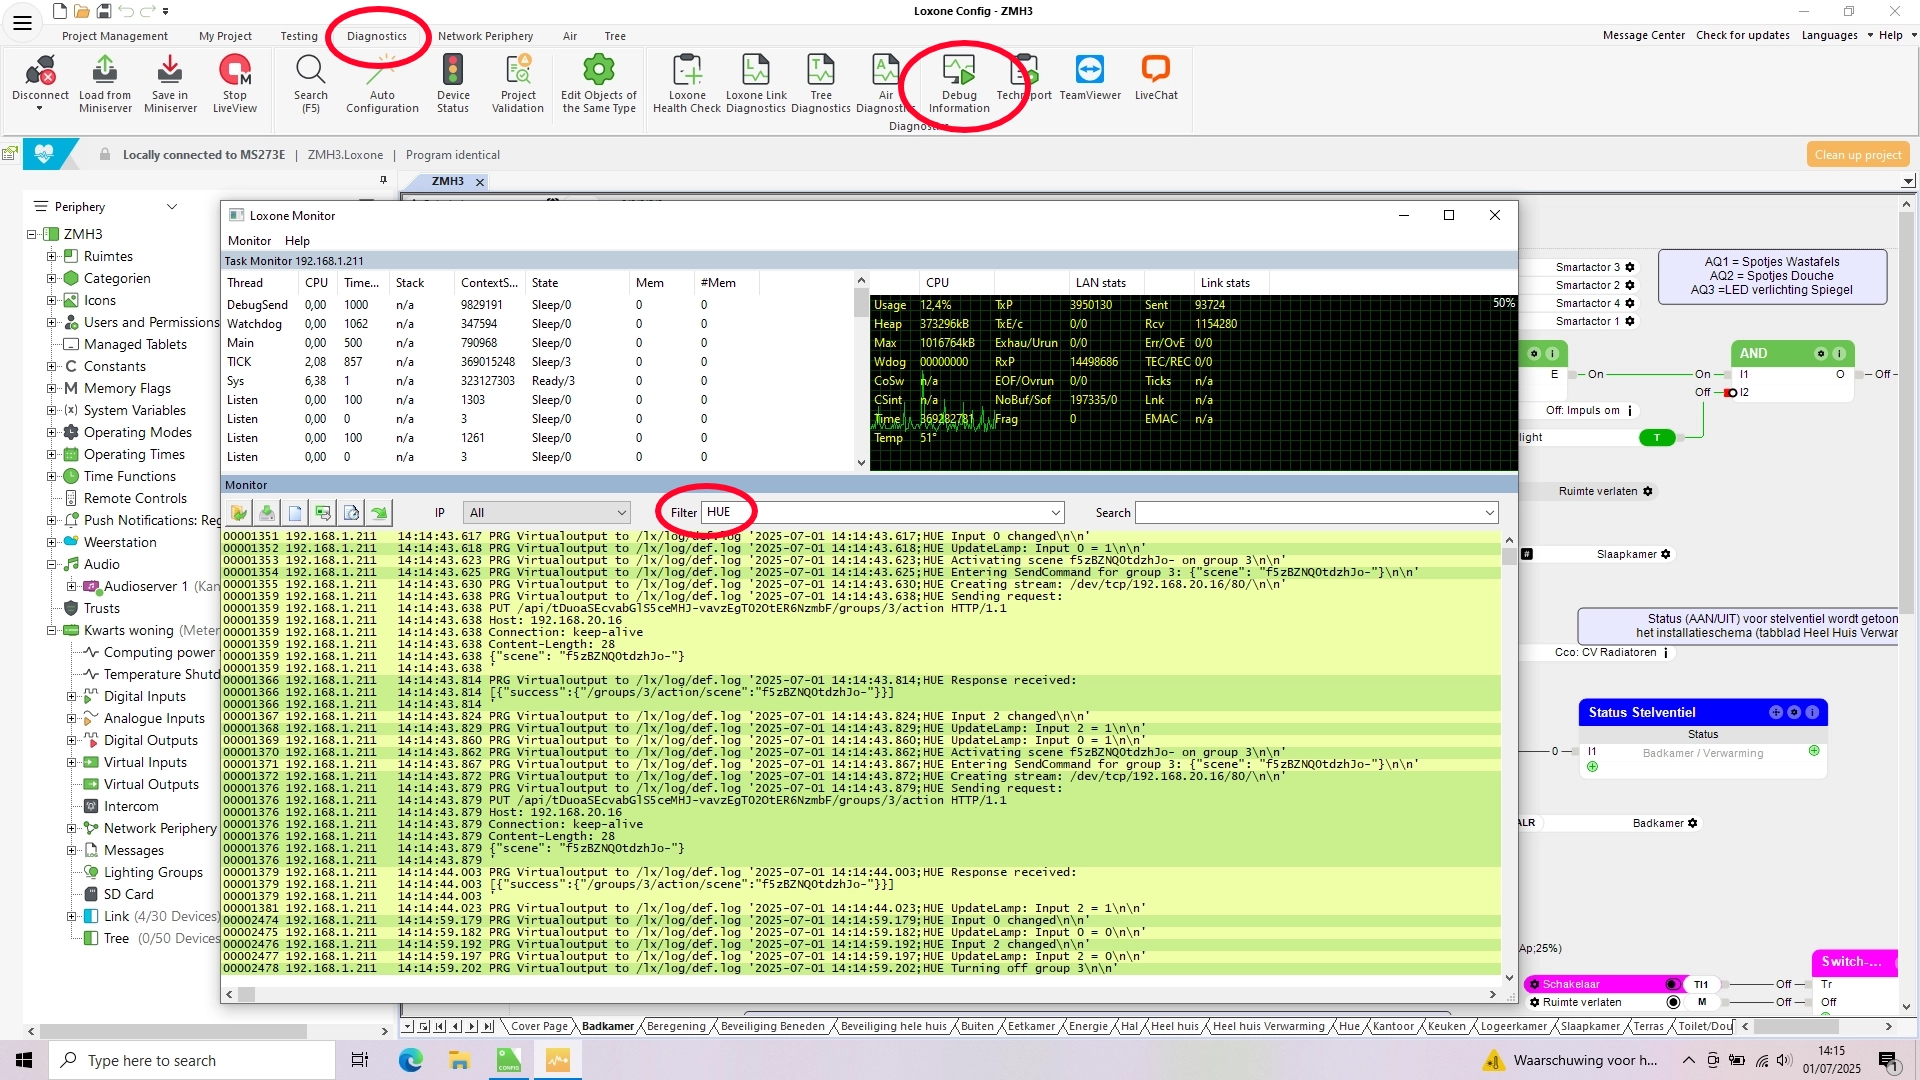 Loxone Config - ZMH3
Project Management
My Project
Testing
Diagnostics
Network Periphery
Air
Tree
Message Center
Check for updates
Languages
Help
Disconnect
Load from Miniserver
Save in Miniserver
Stop LiveView
Search (F5)
Auto Configuration
Device Status
Project Validation
Edit Objects of the Same Type
Loxone Health Check
Loxone Link Diagnostics
Tree Diagnostics
Air
Debug Information
TeamViewer
LiveChat
Locally connected to MS273E | ZMH3.Loxone | Program identical
Clean up project
ZMH3
Periphery
ZMH3
Ruimtes
Categorien
Icons
Users and Permissions
Managed Tablets
Constants
Memory Flags
System Variables
Operating Modes
Operating Times
Time Functions
Remote Controls
Push Notifications: Reg
Weerstation
Audio
Audioserver 1 (Kan
Trusts
Kwarts woning (Meter
Computing power
Temperature Shutd
Digital Inputs
Analogue Inputs
Digital Outputs
Virtual Inputs
Virtual Outputs
Intercom
Network Periphery
Messages
Lighting Groups
SD Card
Link (4/30 Devices)
Tree (0/50 Devices
Loxone Monitor
Monitor Help
Task Monitor 192.168.1.211
Thread CPU Time... Stack ContextS... State Mem #Mem
DebugSend 0,00 1000 n/a 9829191 Sleep/0 0 0
Watchdog 0,00 1062 n/a 347594 Sleep/0 0 0
Main 0,00 500 n/a 790968 Sleep/0 0 0
TICK 2,08 857 n/a 369015248 Sleep/3 0 0
Sys 6,38 1 n/a 323127303 Ready/3 0 0
Listen 0,00 100 n/a 1303 Sleep/0 0 0
Listen 0,00 0 n/a 3 Sleep/0 0 0
Listen 0,00 100 n/a 1261 Sleep/0 0 0
Listen 0,00 0 n/a 3 Sleep/0 0 0
CPU LAN stats Link stats
50%
Usage 12,4% TxP 3950130 Sent 93724
Heap 373296kB TxE/c 0/0 Rcv 1154280
Max 1016764kB Exhau/Urun 0/0 Err/OvE 0/0
Wdog 00000000 RxP 14498686 TEC/REC 0/0
CoSw n/a EOF/Ovrun 0/0 Ticks n/a
CSint n/a NoBuf/Sof 197335/0 Lnk n/a
Time 369282781 Frag 0 EMAC n/a
Temp 51°
Monitor
IP All Filter HUE Search
00001351 192.168.1.211 14:14:43.617 PRG Virtualoutput to /lx/log/def.log '2025-07-01 14:14:43.617;HUE Input 0 changed\n\n'
00001352 192.168.1.211 14:14:43.618 PRG Virtualoutput to /lx/log/def.log '2025-07-01 14:14:43.618;HUE UpdateLamp: Input 0 = 1\n\n'
00001353 192.168.1.211 14:14:43.623 PRG Virtualoutput to /lx/log/def.log '2025-07-01 14:14:43.623;HUE Activating scene f5zBZNQOtdzhJo- on group 3\n\n'
00001354 192.168.1.211 14:14:43.625 PRG Virtualoutput to /lx/log/def.log '2025-07-01 14:14:43.625;HUE Entering SendCommand for group 3: {"scene": "f5zBZNQOtdzhJo-"}\n\n'
00001355 192.168.1.211 14:14:43.630 PRG Virtualoutput to /lx/log/def.log '2025-07-01 14:14:43.630;HUE Creating stream: /dev/tcp/192.168.20.16/80/\n\n'
00001359 192.168.1.211 14:14:43.638 PRG Virtualoutput to /lx/log/def.log '2025-07-01 14:14:43.638;HUE Sending request:
00001359 192.168.1.211 14:14:43.638 PUT /api/tDuoaSEcvabGlS5ceMHJ-vavzEgTO2OtER6NzmbF/groups/3/action HTTP/1.1
00001359 192.168.1.211 14:14:43.638 Host: 192.168.20.16
00001359 192.168.1.211 14:14:43.638 Connection: keep-alive
00001359 192.168.1.211 14:14:43.638 Content-Length: 28
00001359 192.168.1.211 14:14:43.638 {"scene": "f5zBZNQOtdzhJo-"}
00001359 192.168.1.211 14:14:43.638 '
00001366 192.168.1.211 14:14:43.814 PRG Virtualoutput to /lx/log/def.log '2025-07-01 14:14:43.814;HUE Response received:
00001366 192.168.1.211 14:14:43.814 [{"success":{"/groups/3/action/scene":"f5zBZNQOtdzhJo-"}}]
00001366 192.168.1.211 14:14:43.814 '
00001367 192.168.1.211 14:14:43.824 PRG Virtualoutput to /lx/log/def.log '2025-07-01 14:14:43.824;HUE Input 2 changed\n\n'
00001368 192.168.1.211 14:14:43.829 PRG Virtualoutput to /lx/log/def.log '2025-07-01 14:14:43.829;HUE UpdateLamp: Input 2 = 1\n\n'
00001369 192.168.1.211 14:14:43.860 PRG Virtualoutput to /lx/log/def.log '2025-07-01 14:14:43.860;HUE UpdateLamp: Input 0 = 1\n\n'
00001370 192.168.1.211 14:14:43.862 PRG Virtualoutput to /lx/log/def.log '2025-07-01 14:14:43.862;HUE Activating scene f5zBZNQOtdzhJo- on group 3\n\n'
00001371 192.168.1.211 14:14:43.867 PRG Virtualoutput to /lx/log/def.log '2025-07-01 14:14:43.867;HUE Entering SendCommand for group 3: {"scene": "f5zBZNQOtdzhJo-"}\n\n'
00001372 192.168.1.211 14:14:43.872 PRG Virtualoutput to /lx/log/def.log '2025-07-01 14:14:43.872;HUE Creating stream: /dev/tcp/192.168.20.16/80/\n\n'
00001376 192.168.1.211 14:14:43.879 PRG Virtualoutput to /lx/log/def.log '2025-07-01 14:14:43.879;HUE Sending request:
00001376 192.168.1.211 14:14:43.879 PUT /api/tDuoaSEcvabGlS5ceMHJ-vavzEgTO2OtER6NzmbF/groups/3/action HTTP/1.1
00001376 192.168.1.211 14:14:43.879 Host: 192.168.20.16
00001376 192.168.1.211 14:14:43.879 Connection: keep-alive
00001376 192.168.1.211 14:14:43.879 Content-Length: 28
00001376 192.168.1.211 14:14:43.879 {"scene": "f5zBZNQOtdzhJo-"}
00001376 192.168.1.211 14:14:43.879 '
00001379 192.168.1.211 14:14:44.003 PRG Virtualoutput to /lx/log/def.log '2025-07-01 14:14:44.003;HUE Response received:
00001379 192.168.1.211 14:14:44.003 [{"success":{"/groups/3/action/scene":"f5zBZNQOtdzhJo-"}}]
00001379 192.168.1.211 14:14:44.003 '
00001381 192.168.1.211 14:14:44.023 PRG Virtualoutput to /lx/log/def.log '2025-07-01 14:14:44.023;HUE UpdateLamp: Input 2 = 1\n\n'
00002474 192.168.1.211 14:14:59.179 PRG Virtualoutput to /lx/log/def.log '2025-07-01 14:14:59.179;HUE Input 0 changed\n\n'
00002475 192.168.1.211 14:14:59.182 PRG Virtualoutput to /lx/log/def.log '2025-07-01 14:14:59.182;HUE UpdateLamp: Input 0 = 0\n\n'
00002476 192.168.1.211 14:14:59.192 PRG Virtualoutput to /lx/log/def.log '2025-07-01 14:14:59.192;HUE Input 2 changed\n\n'
00002477 192.168.1.211 14:14:59.197 PRG Virtualoutput to /lx/log/def.log '2025-07-01 14:14:59.197;HUE UpdateLamp: Input 2 = 0\n\n'
00002478 192.168.1.211 14:14:59.202 PRG Virtualoutput to /lx/log/def.log '2025-07-01 14:14:59.202;HUE Turning off group 3\n\n'
Smartactor 3
Smartactor 2
Smartactor 4
Smartactor 1
AQ1 = Spotjes Wastafels
AQ2 = Spotjes Douche
AQ3 =LED verlichting Spiegel
AND
E On On I1 O Off
Off I2
Off: Impuls om
light T
Ruimte verlaten
# Slaapkamer
Status (AAN/UIT) voor stelventiel wordt getoon
het installatieschema (tabblad Heel Huis Verwar
Cco: CV Radiatoren
Status Stelventiel
Status
0 I1 Badkamer / Verwarming
ALR Badkamer
Ap;25%)
Switch-...
Schakelaar TI1 Off Tr
Ruimte verlaten M Off Off
Cover Page Badkamer Beregening Beveiliging Beneden Beveiliging hele huis Buiten Eetkamer Energie Hal Heel huis Heel huis Verwarming Hue Kantoor Keuken Logeerkamer Slaapkamer Terras Toilet/Dou
Type here to search
Waarschuwing voor h...
14:15
01/07/2025
1